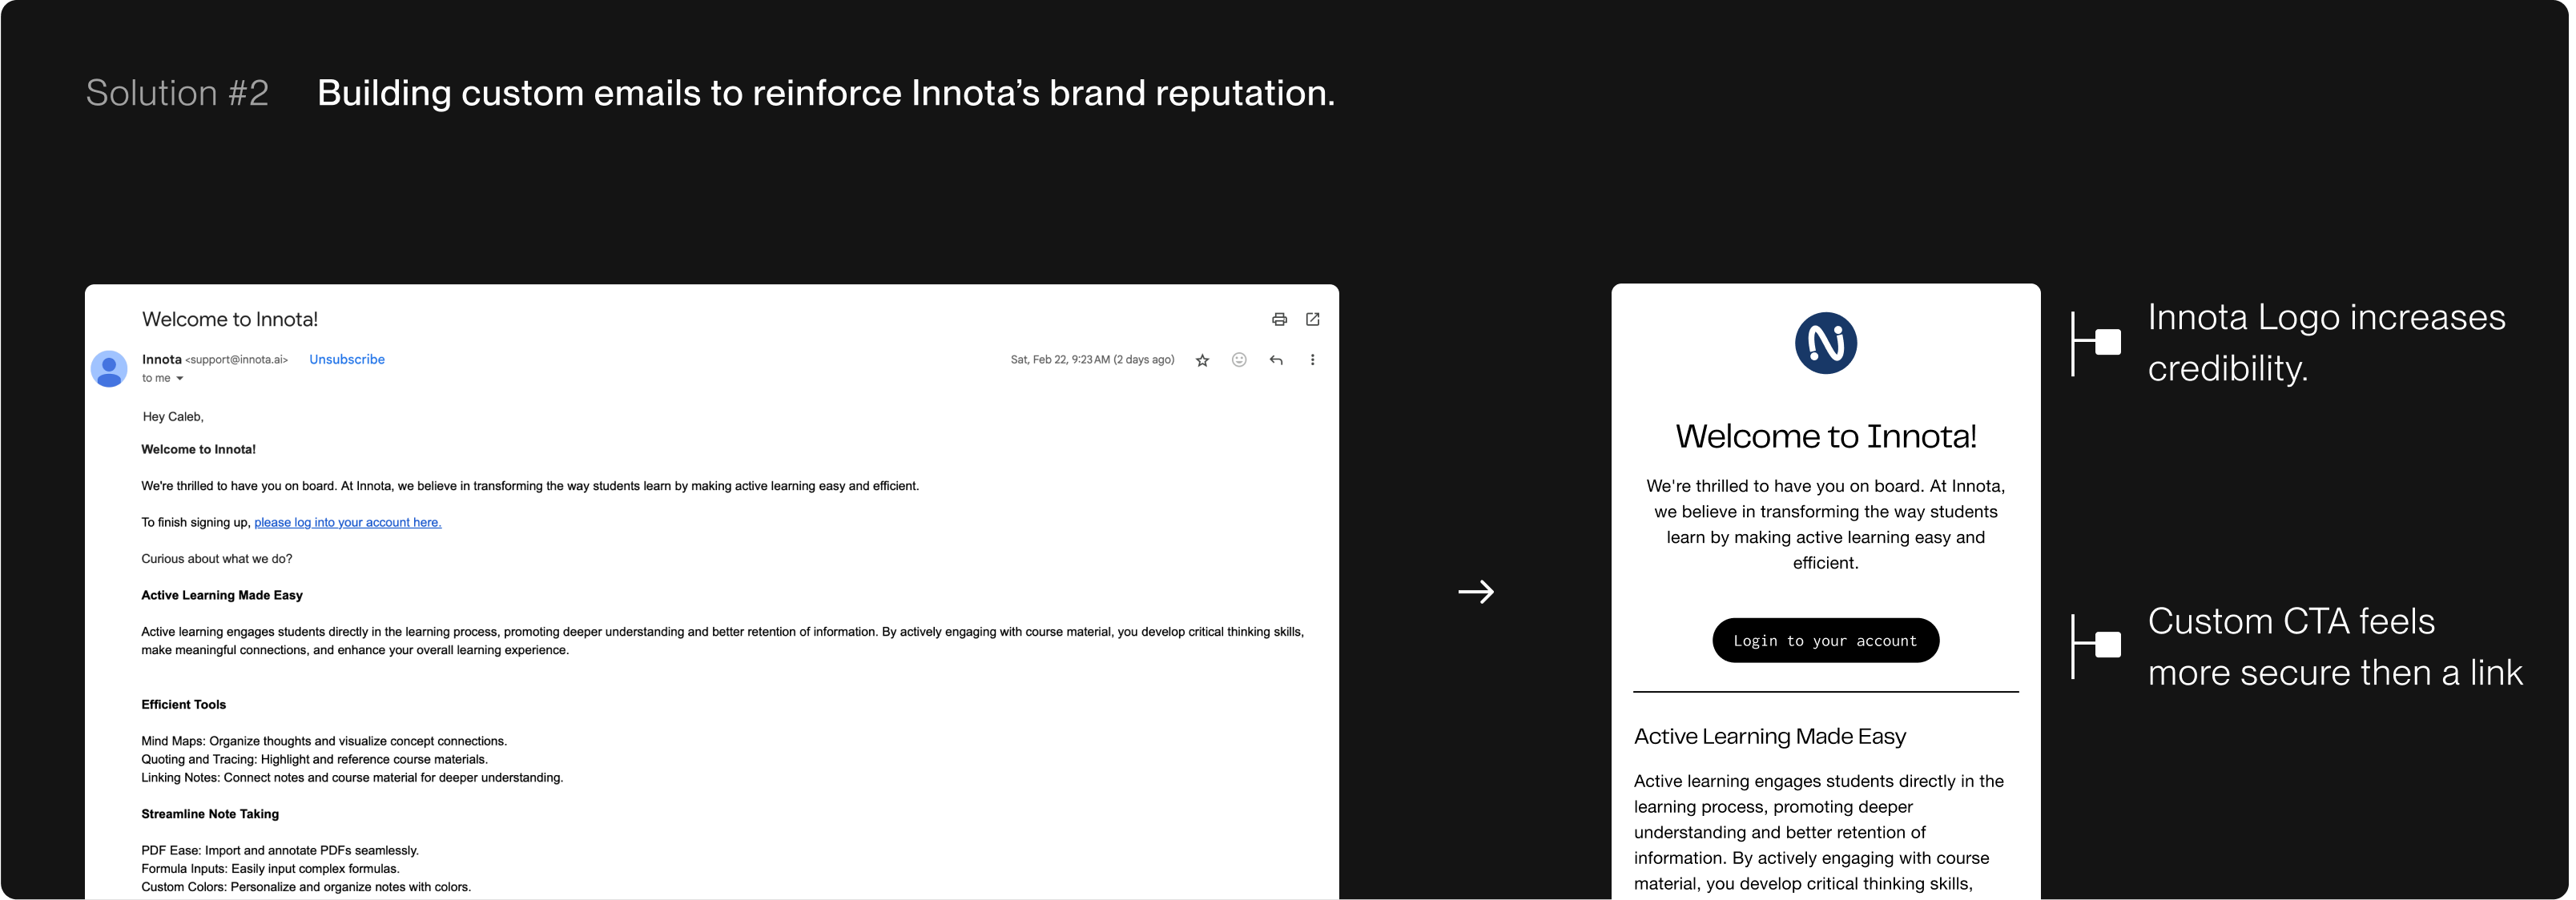 Solution #2 Building custom emails to reinforce Innota’s brand reputation.
Welcome to Innota!
Innota <support@innota.ai> Unsubscribe Sat, Feb 22, 9:23 AM (2 days ago)
to me
Hey Caleb,
Welcome to Innota!
We're thrilled to have you on board. At Innota, we believe in transforming the way students learn by making active learning easy and efficient.
To finish signing up, please log into your account here.
Curious about what we do?
Active Learning Made Easy
Active learning engages students directly in the learning process, promoting deeper understanding and better retention of information. By actively engaging with course material, you develop critical thinking skills,
make meaningful connections, and enhance your overall learning experience.
Efficient Tools
Mind Maps: Organize thoughts and visualize concept connections.
Quoting and Tracing: Highlight and reference course materials.
Linking Notes: Connect notes and course material for deeper understanding.
Streamline Note Taking
PDF Ease: Import and annotate PDFs seamlessly.
Formula Inputs: Easily input complex formulas.
Custom Colors: Personalize and organize notes with colors.
Welcome to Innota!
We're thrilled to have you on board. At Innota,
we believe in transforming the way students
learn by making active learning easy and
efficient.
Login to your account
Active Learning Made Easy
Active learning engages students directly in the
learning process, promoting deeper
understanding and better retention of
information. By actively engaging with course
material, you develop critical thinking skills,
Innota Logo increases
credibility.
Custom CTA feels
more secure then a link